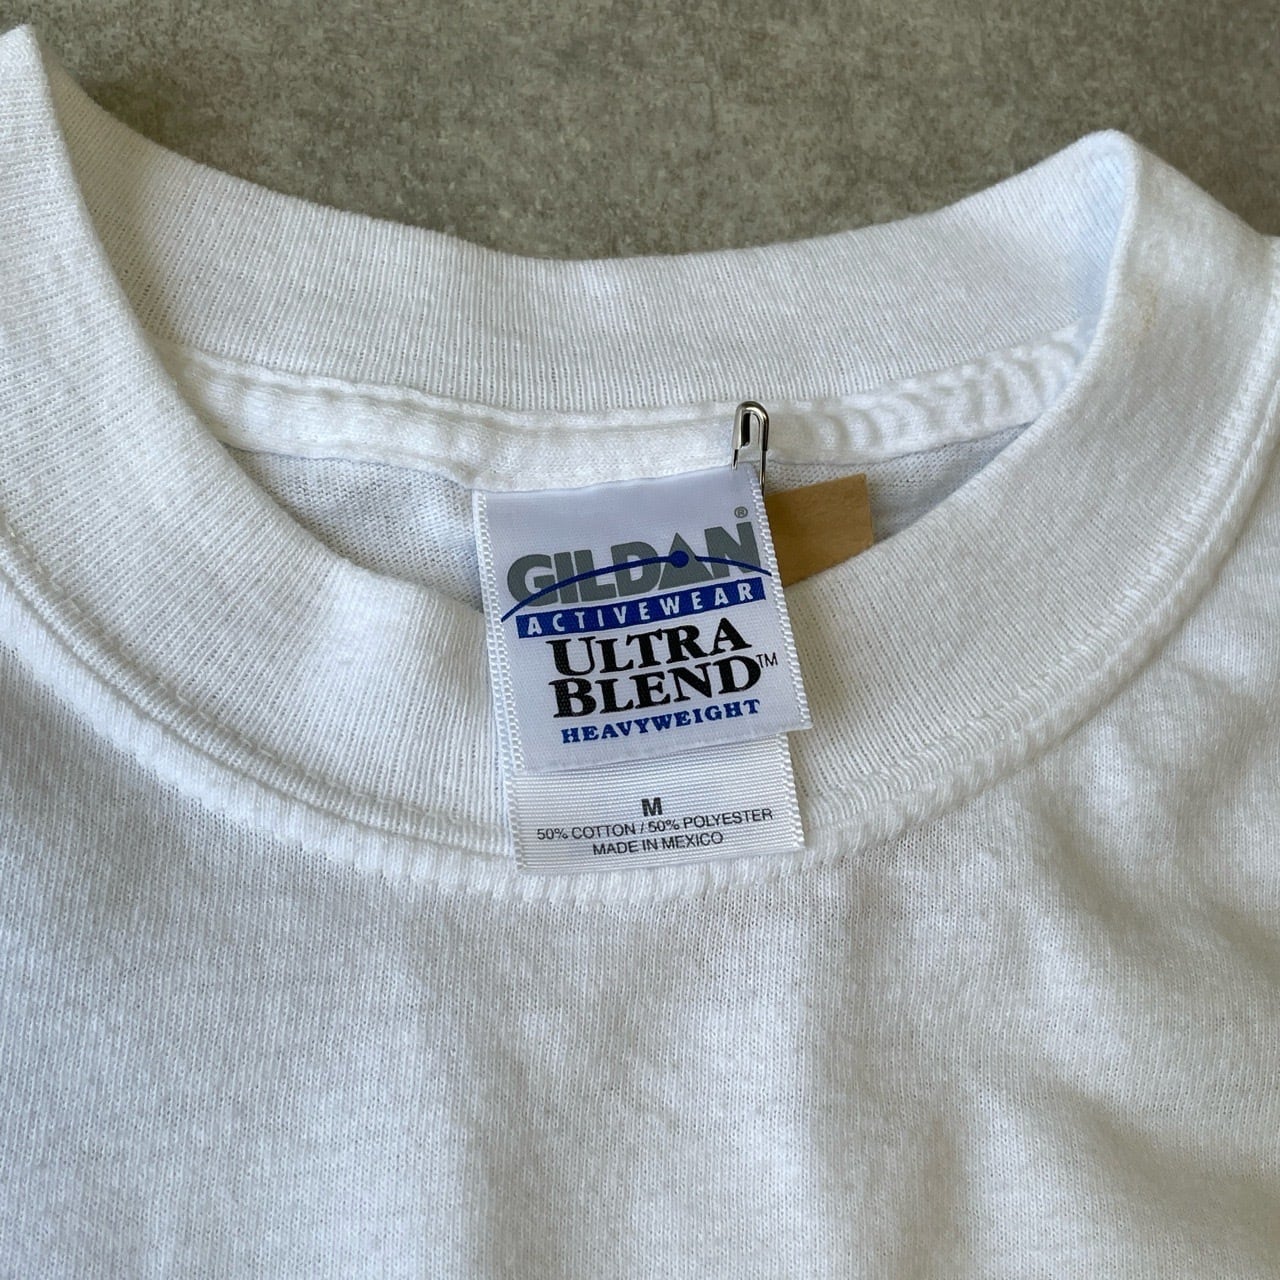 GILDAN®
ACTIVEWEAR
ULTRA
BLEND™
HEAVYWEIGHT
M
50% COTTON / 50% POLYESTER
MADE IN MEXICO